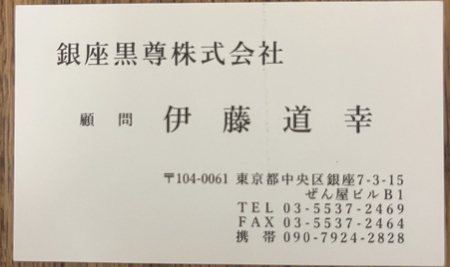 銀座黒尊株式会社
顧問 伊藤道幸
〒104-0061 東京都中央区銀座7-3-15
ぜん屋ビルB1
TEL 03-5537-2469
FAX 03-5537-2464
携帯 090-7924-2828